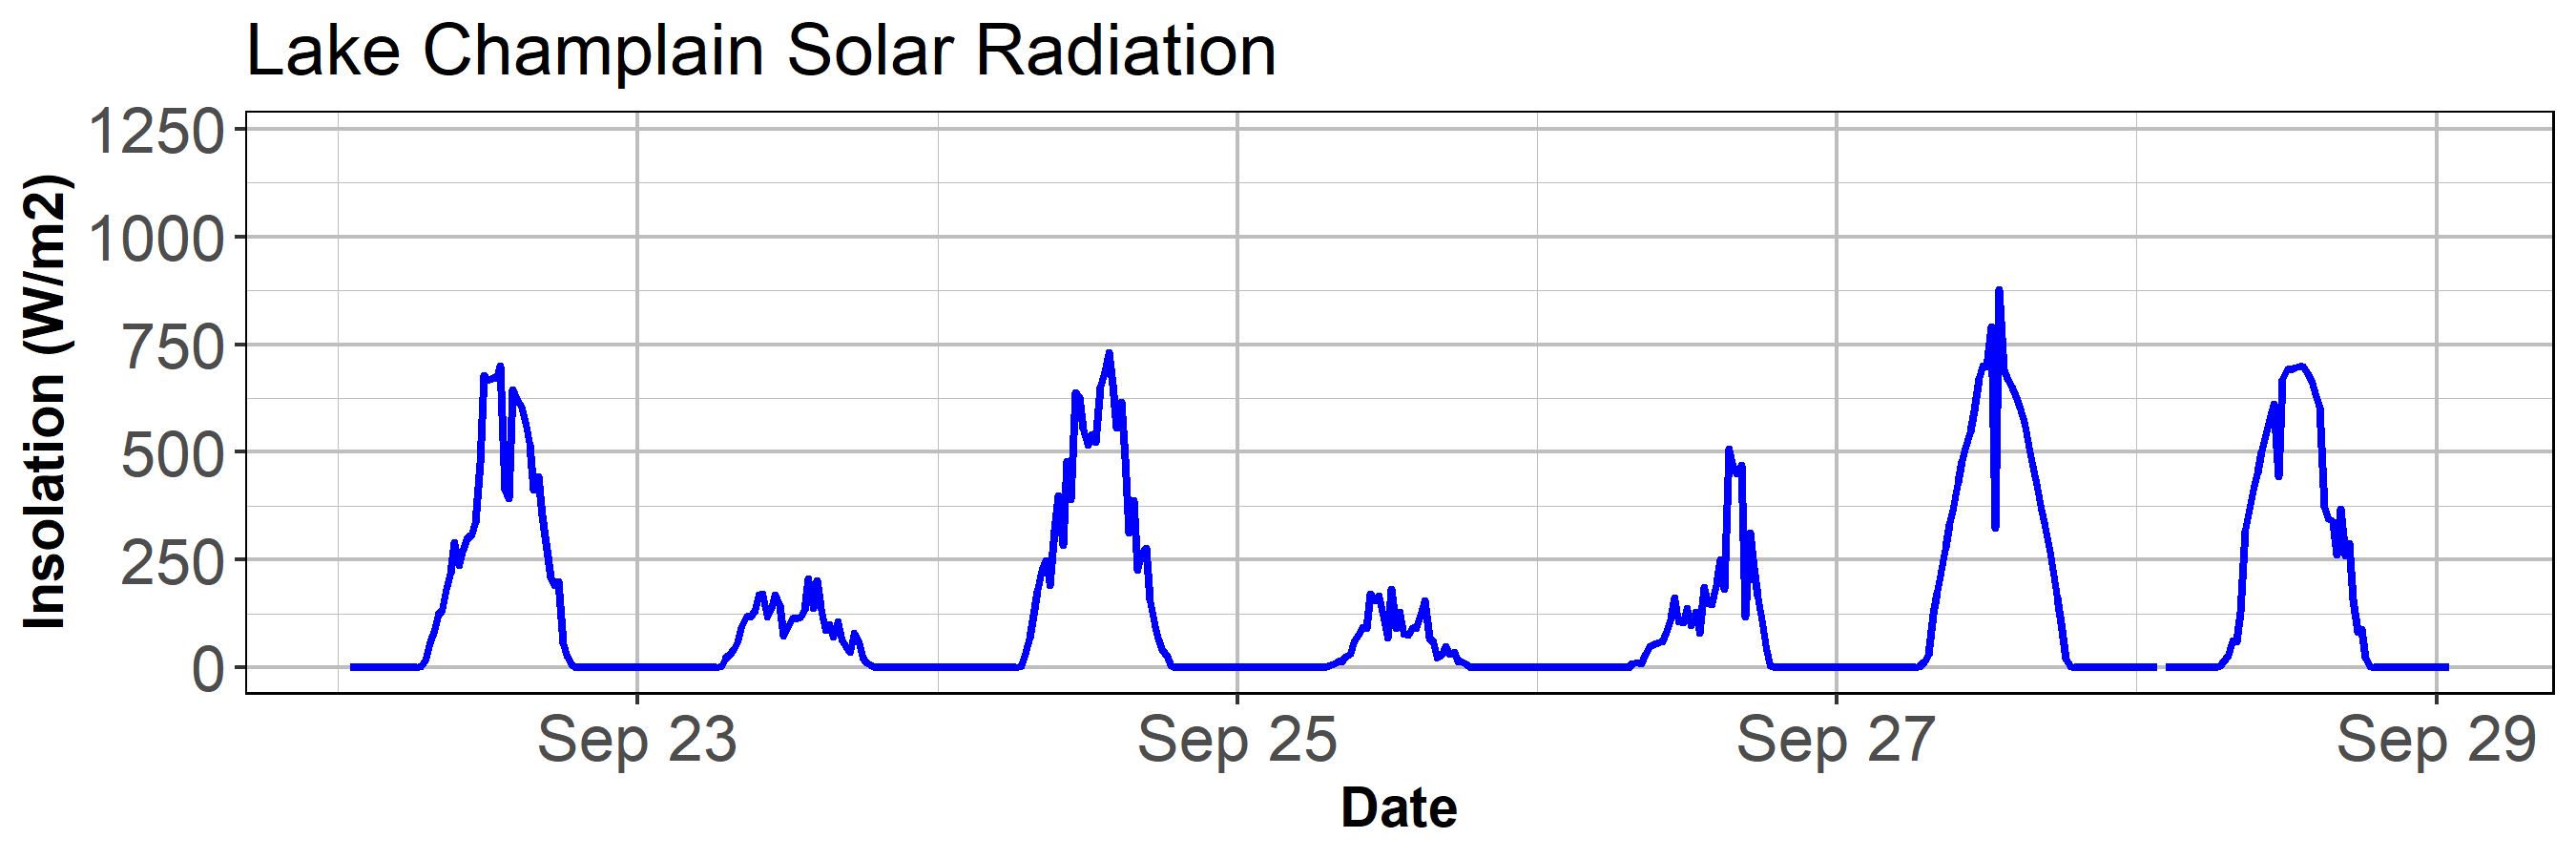 Lake Champlain Solar Radiation
Insolation (W/m2)
1250
1000
750
500
250
0
Sep 23 Sep 25 Sep 27 Sep 29
Date